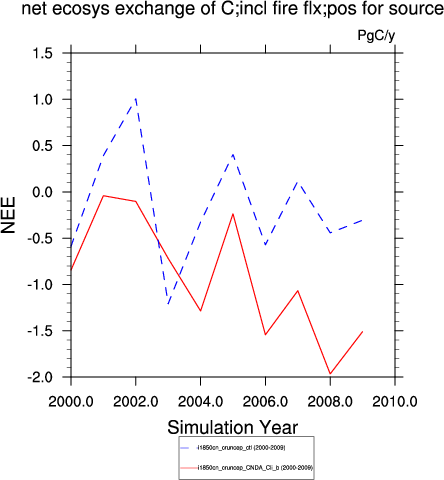 net ecosys exchange of C;incl fire flx;pos for source
PgC/y
1.5
1.0
0.5
0.0
-0.5
-1.0
-1.5
-2.0
NEE
2000.0 2002.0 2004.0 2006.0 2008.0 2010.0
Simulation Year
i1850cn_cruncep_ctl (2000-2009)
i1850cn_cruncep_CNDA_Cli_b (2000-2009)